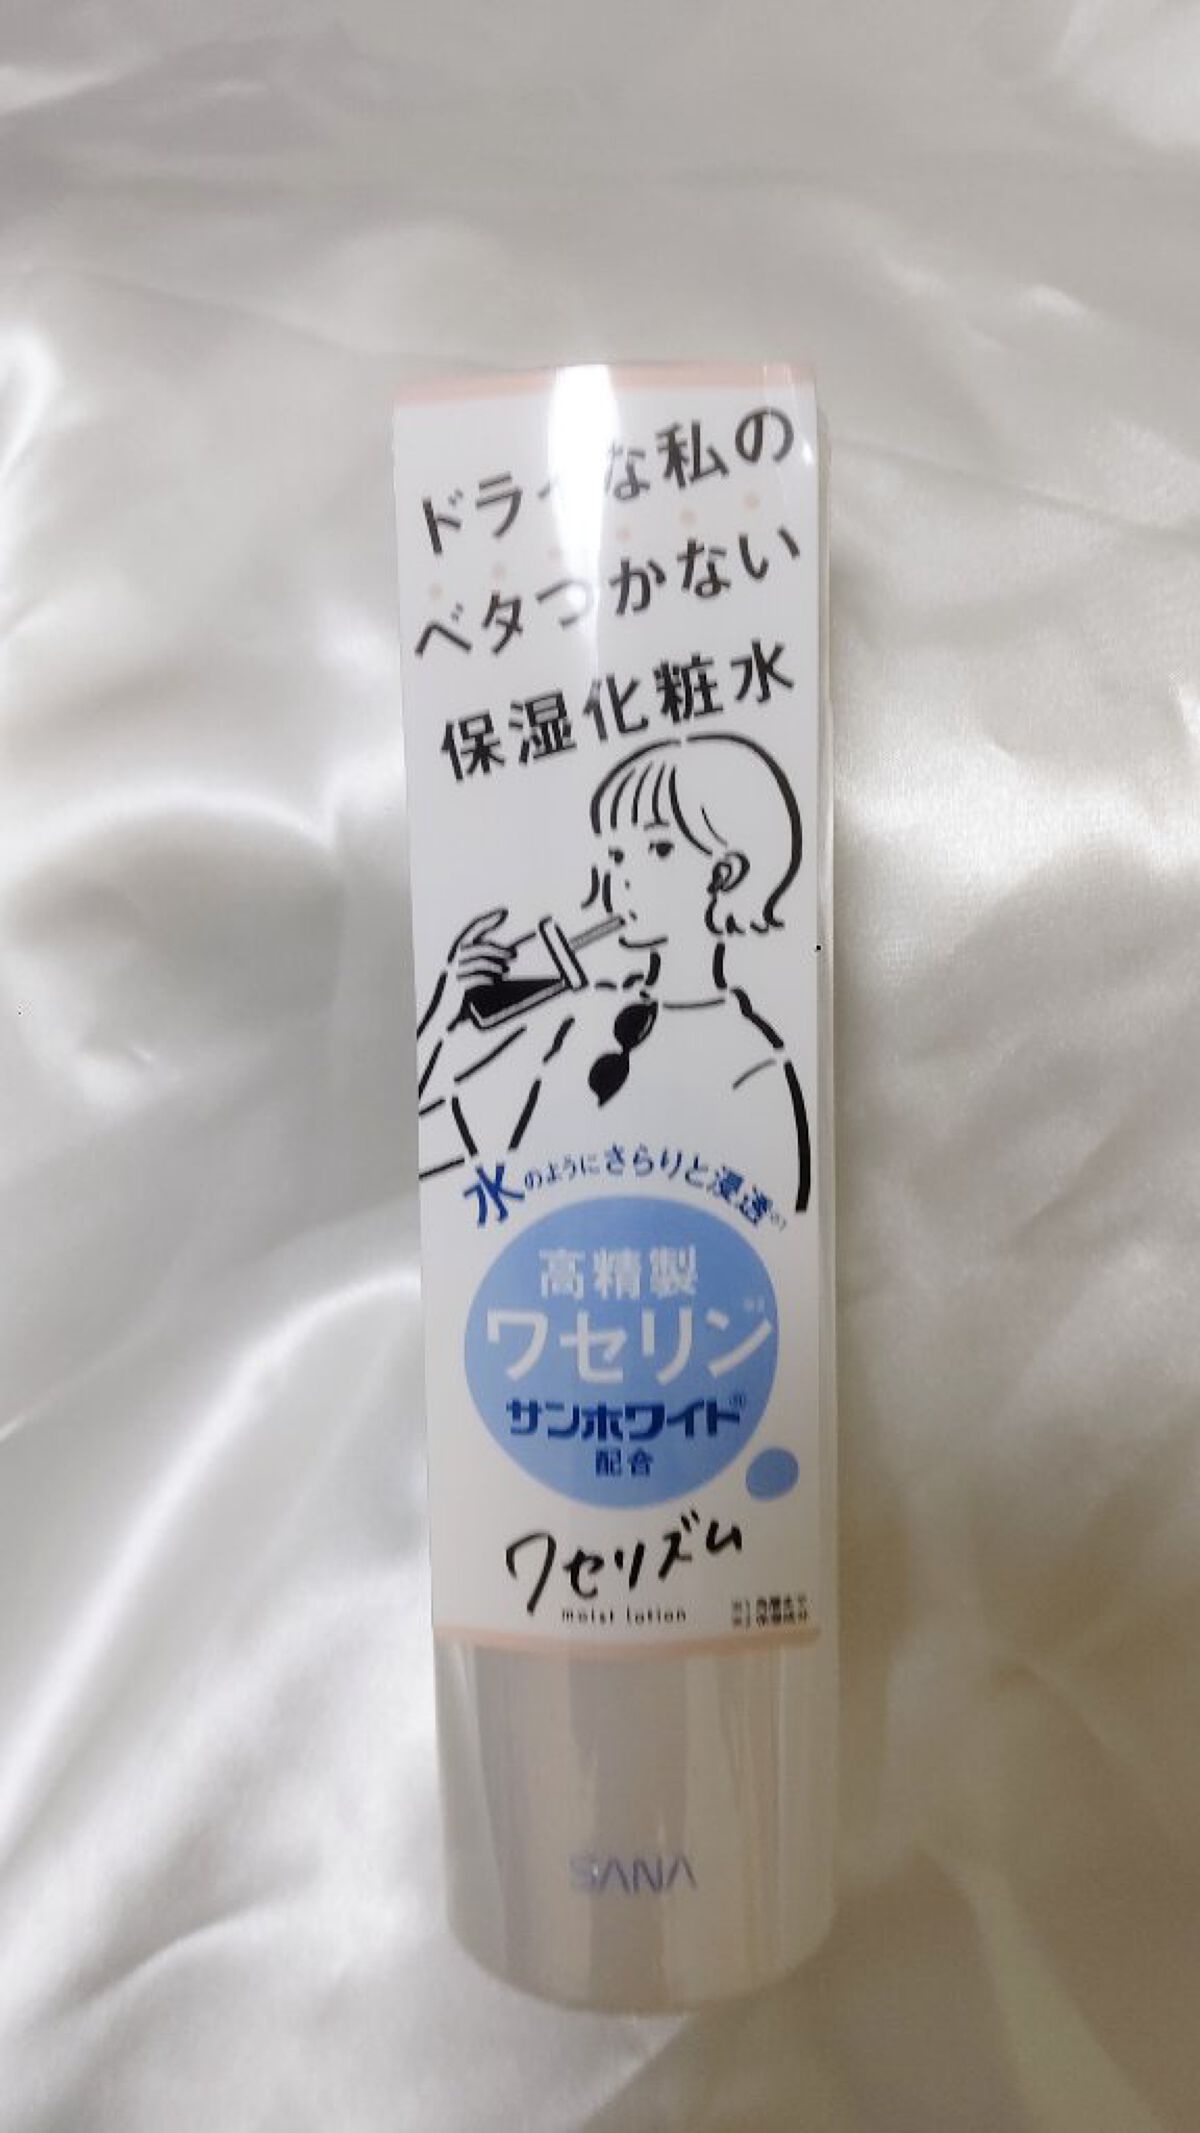 ドライな私の
ベタつかない
保湿化粧水
水のようにさらりと浸透※1
高精製
ワセリン※2
サンホワイト®
配合
ワセリズム
moist lotion
SANA